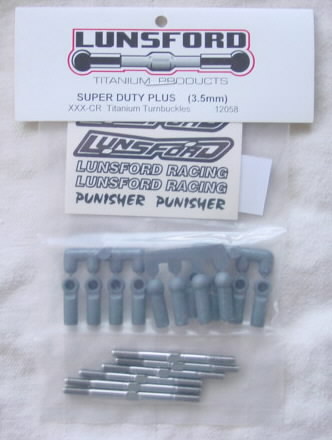 LUNSFORD
TITANIUM PRODUCTS
SUPER DUTY PLUS (3.5mm)
XXX-CR Titanium Turnbuckles 12058
LUNSFORD
LUNSFORD RACING
LUNSFORD RACING
PUNISHER PUNISHER